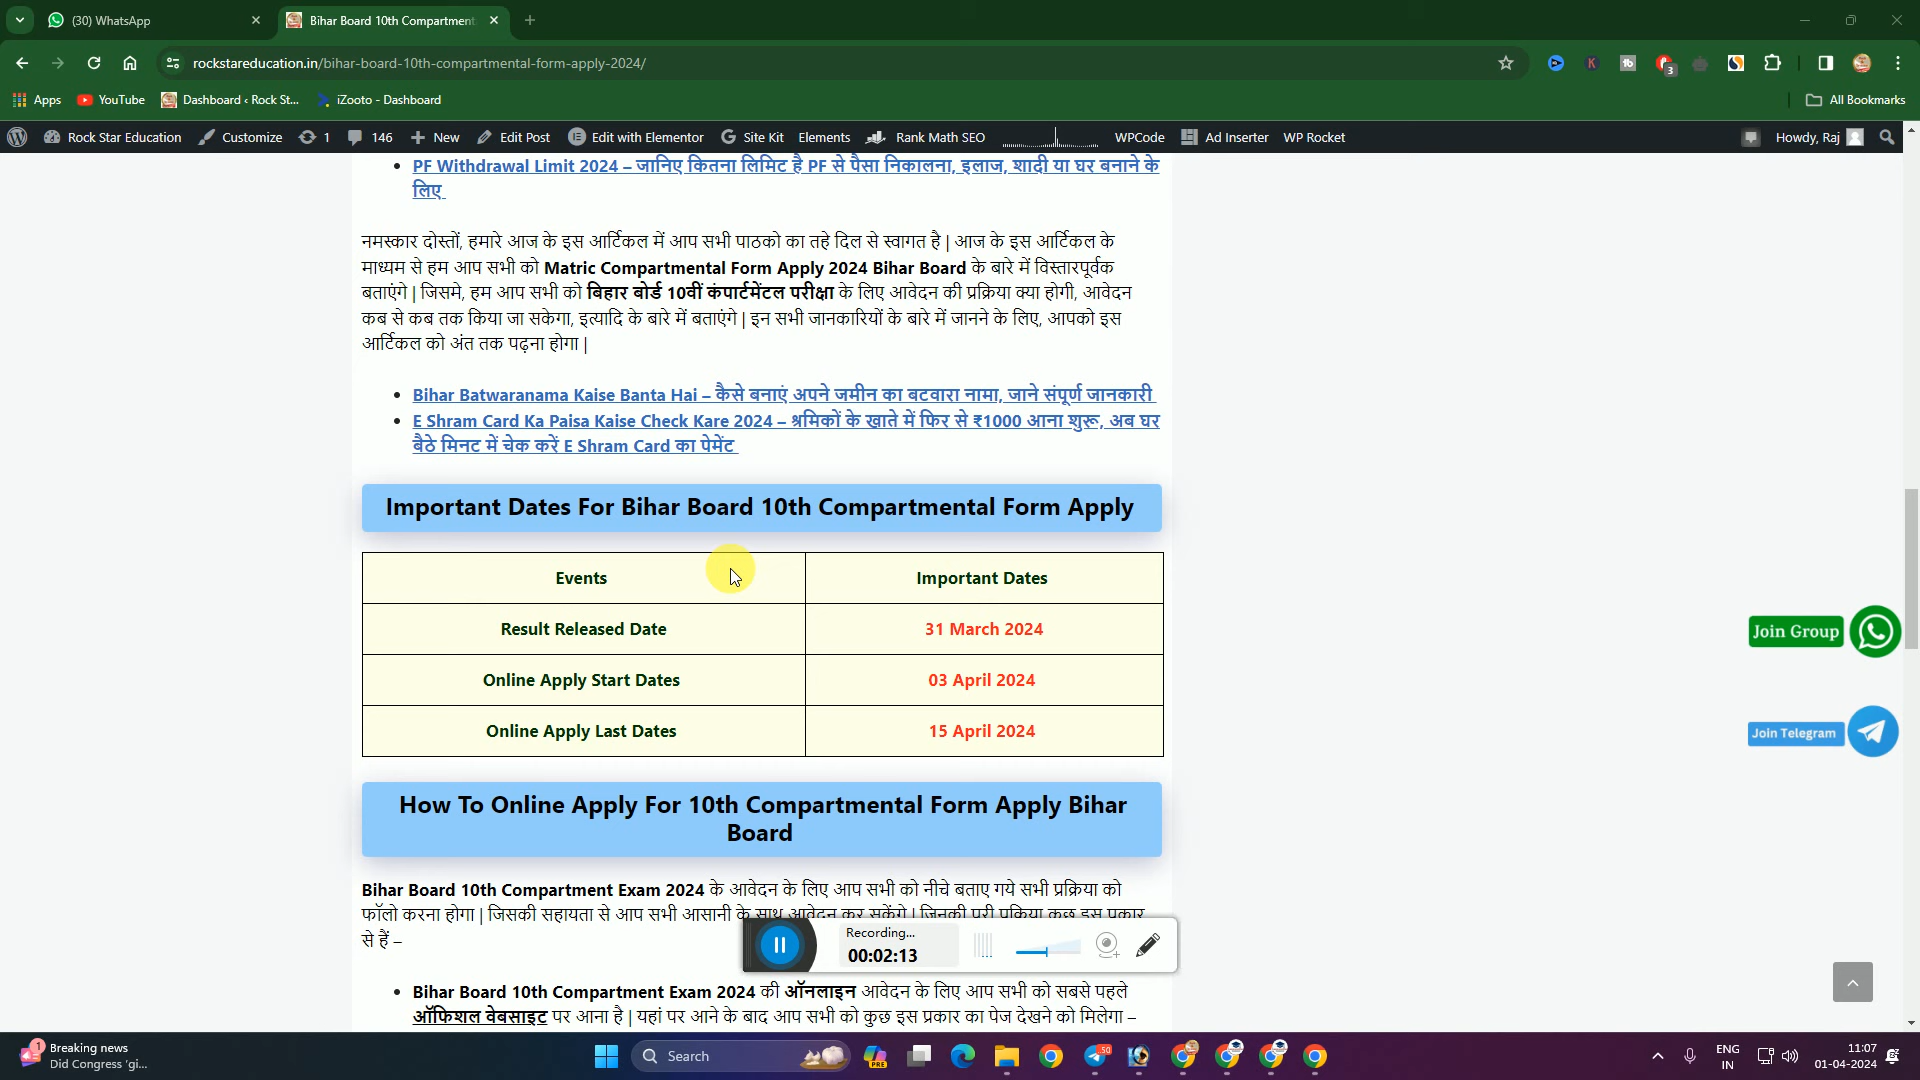 (30) WhatsApp
Bihar Board 10th Compartment
rockstareducation.in/bihar-board-10th-compartmental-form-apply-2024/
3
Apps YouTube Dashboard ‹ Rock St... iZooto - Dashboard All Bookmarks
Rock Star Education Customize 1 146 New Edit Post Edit with Elementor Site Kit Elements Rank Math SEO WPCode Ad Inserter WP Rocket Howdy, Raj
PF Withdrawal Limit 2024 – जानिए कितना लिमिट है PF से पैसा निकालना, इलाज, शादी या घर बनाने के
लिए
नमस्कार दोस्तों, हमारे आज के इस आर्टिकल में आप सभी पाठको का तहे दिल से स्वागत है | आज के इस आर्टिकल के
माध्यम से हम आप सभी को Matric Compartmental Form Apply 2024 Bihar Board के बारे में विस्तारपूर्वक
बताएंगे | जिसमे, हम आप सभी को बिहार बोर्ड 10वीं कंपार्टमेंटल परीक्षा के लिए आवेदन की प्रक्रिया क्या होगी, आवेदन
कब से कब तक किया जा सकेगा, इत्यादि के बारे में बताएंगे | इन सभी जानकारियों के बारे में जानने के लिए, आपको इस
आर्टिकल को अंत तक पढ़ना होगा |
Bihar Batwaranama Kaise Banta Hai – कैसे बनाएं अपने जमीन का बटवारा नामा, जाने संपूर्ण जानकारी
E Shram Card Ka Paisa Kaise Check Kare 2024 – श्रमिकों के खाते में फिर से ₹1000 आना शुरू, अब घर
बैठे मिनट में चेक करें E Shram Card का पेमेंट
Important Dates For Bihar Board 10th Compartmental Form Apply
Events Important Dates
Result Released Date 31 March 2024
Online Apply Start Dates 03 April 2024
Online Apply Last Dates 15 April 2024
Join Group
Join Telegram
How To Online Apply For 10th Compartmental Form Apply Bihar
Board
Bihar Board 10th Compartment Exam 2024 के आवेदन के लिए आप सभी को नीचे बताए गये सभी प्रक्रिया को
फॉलो करना होगा | जिसकी सहायता से आप सभी आसानी के साथ आवेदन कर सकेंगे | जिनकी पूरी प्रक्रिया कुछ इस प्रकार
से हैं –
Recording...
00:02:13
Bihar Board 10th Compartment Exam 2024 की ऑनलाइन आवेदन के लिए आप सभी को सबसे पहले
ऑफिशल वेबसाइट पर आना है | यहां पर आने के बाद आप सभी को कुछ इस प्रकार का पेज देखने को मिलेगा –
1 Breaking news
Did Congress 'gi...
Search
PRE
50
ENG
IN
11:07
01-04-2024